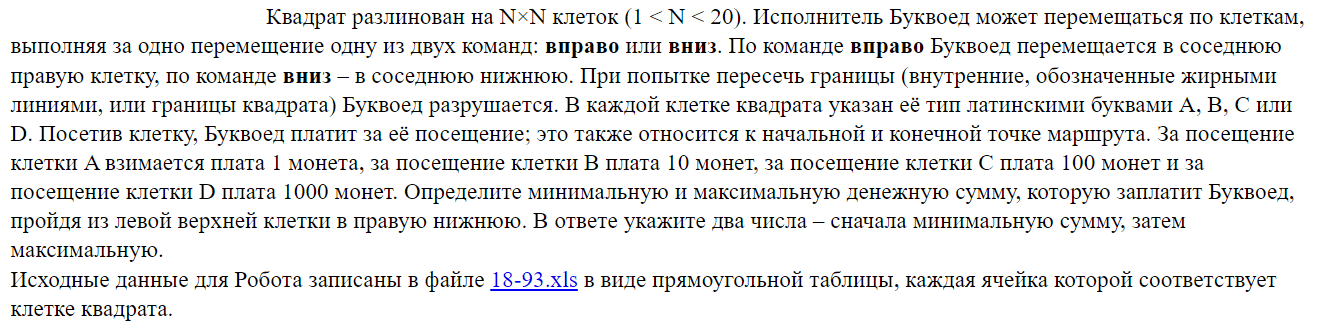 Квадрат разлинован на N×N клеток (1 < N < 20). Исполнитель Буквоед может перемещаться по клеткам,
выполняя за одно перемещение одну из двух команд: вправо или вниз. По команде вправо Буквоед перемещается в соседнюю
правую клетку, по команде вниз – в соседнюю нижнюю. При попытке пересечь границы (внутренние, обозначенные жирными
линиями, или границы квадрата) Буквоед разрушается. В каждой клетке квадрата указан её тип латинскими буквами A, B, C или
D. Посетив клетку, Буквоед платит за её посещение; это также относится к начальной и конечной точке маршрута. За посещение
клетки A взимается плата 1 монета, за посещение клетки B плата 10 монет, за посещение клетки C плата 100 монет и за
посещение клетки D плата 1000 монет. Определите минимальную и максимальную денежную сумму, которую заплатит Буквоед,
пройдя из левой верхней клетки в правую нижнюю. В ответе укажите два числа – сначала минимальную сумму, затем
максимальную.
Исходные данные для Робота записаны в файле 18-93.xls в виде прямоугольной таблицы, каждая ячейка которой соответствует
клетке квадрата.